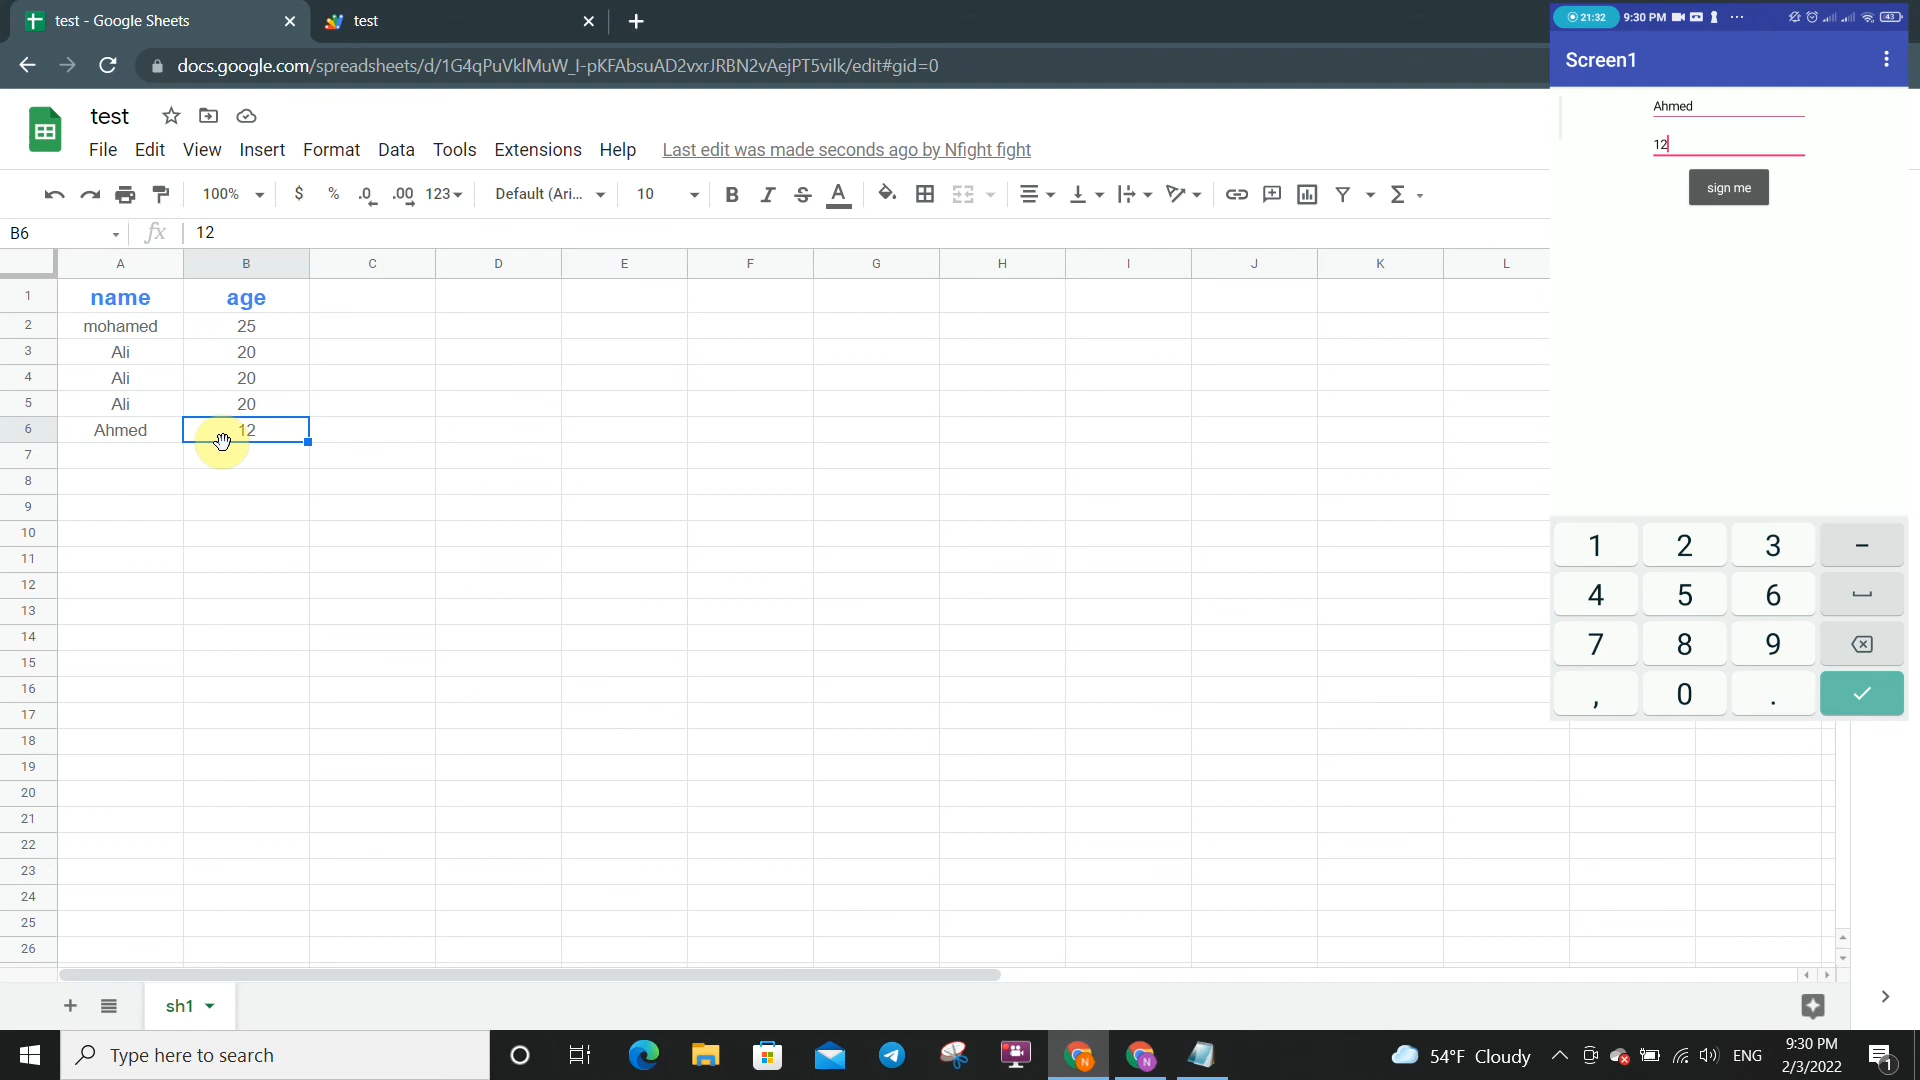 test - Google Sheets
test
docs.google.com/spreadsheets/d/1G4qPuVklMuW_I-pKFAbsuAD2vxrJRBN2vAejPT5vilk/edit#gid=0
test
File Edit View Insert Format Data Tools Extensions Help Last edit was made seconds ago by Nfight fight
100% $ % .0 .00 123 Default (Ari... 10 B I S A Σ
B6 fx 12
A B C D E F G H I J K L
1 name age
2 mohamed 25
3 Ali 20
4 Ali 20
5 Ali 20
6 Ahmed 12
7
8
9
10
11
12
13
14
15
16
17
18
19
20
21
22
23
24
25
26
sh1
21:32 9:30 PM 43
Screen1
Ahmed
12
sign me
1 2 3 -
4 5 6
7 8 9
, 0 .
Type here to search
54°F Cloudy
ENG
9:30 PM
2/3/2022
1